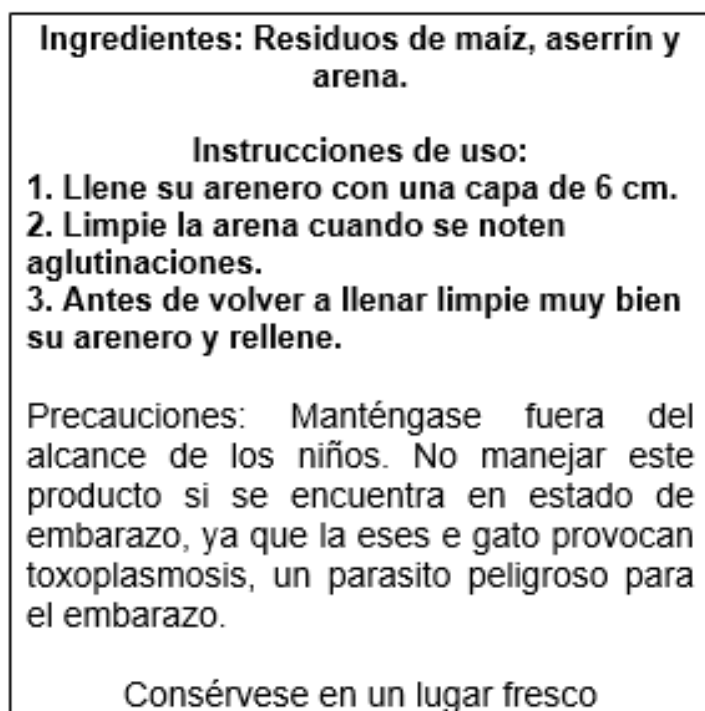 Ingredientes: Residuos de maíz, aserrín y
arena.
Instrucciones de uso:
1. Llene su arenero con una capa de 6 cm.
2. Limpie la arena cuando se noten
aglutinaciones.
3. Antes de volver a llenar limpie muy bien
su arenero y rellene.
Precauciones: Manténgase fuera del
alcance de los niños. No manejar este
producto si se encuentra en estado de
embarazo, ya que la eses e gato provocan
toxoplasmosis, un parasito peligroso para
el embarazo.
Consérvese en un lugar fresco